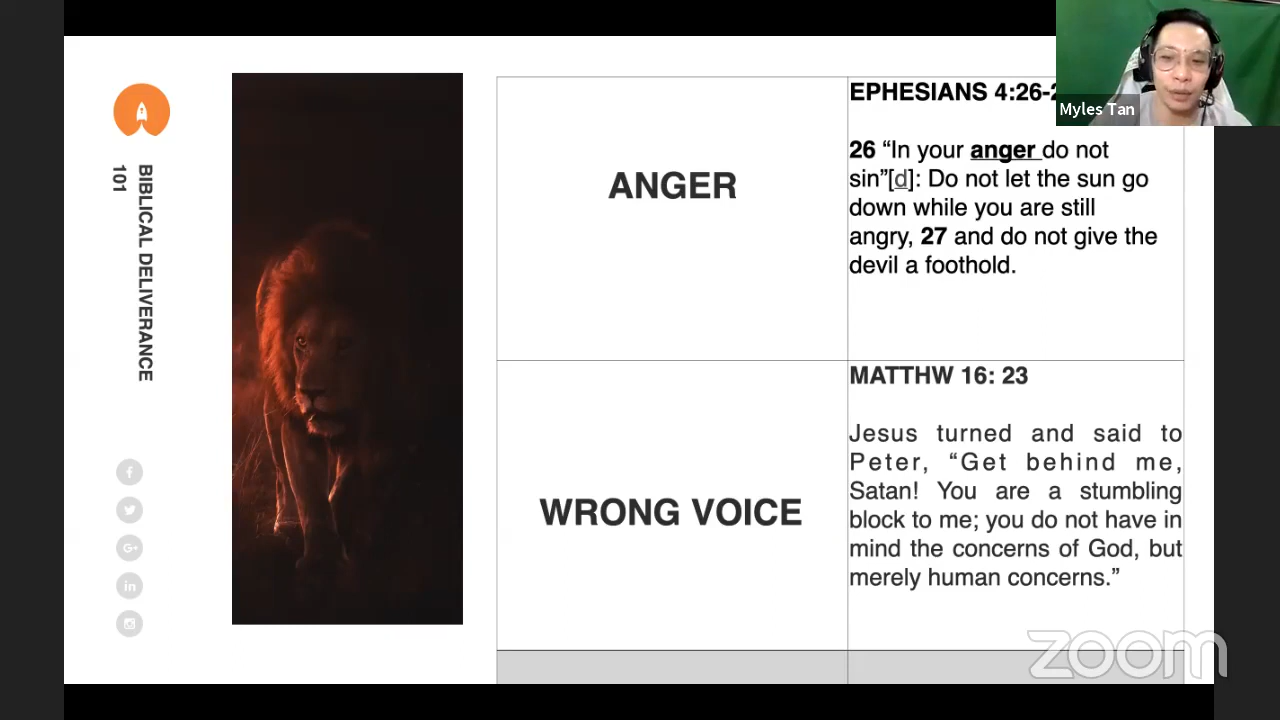 BIBLICAL DELIVERANCE
101
ANGER
EPHESIANS 4:26-
26 “In your anger do not
sin”[d]: Do not let the sun go
down while you are still
angry, 27 and do not give the
devil a foothold.
WRONG VOICE
MATTHW 16: 23
Jesus turned and said to
Peter, “Get behind me,
Satan! You are a stumbling
block to me; you do not have in
mind the concerns of God, but
merely human concerns.”
Myles Tan
f
G+
in
zoom